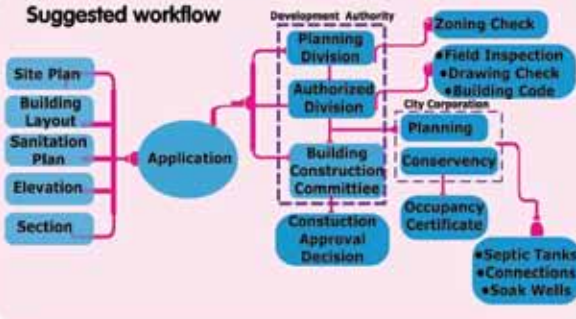 Suggested workflow
Site Plan
Building
Layout
Sanitation
Plan
Elevation
Section
Application
Development Authority
Planning
Division
Authorized
Division
Building
Construction
Committee
Constuction
Approval
Decision
Zoning Check
•Field Inspection
•Drawing Check
•Building Code
City Corporation
Planning
Conservency
Occupancy
Certificate
•Septic Tanks
•Connections
•Soak Wells